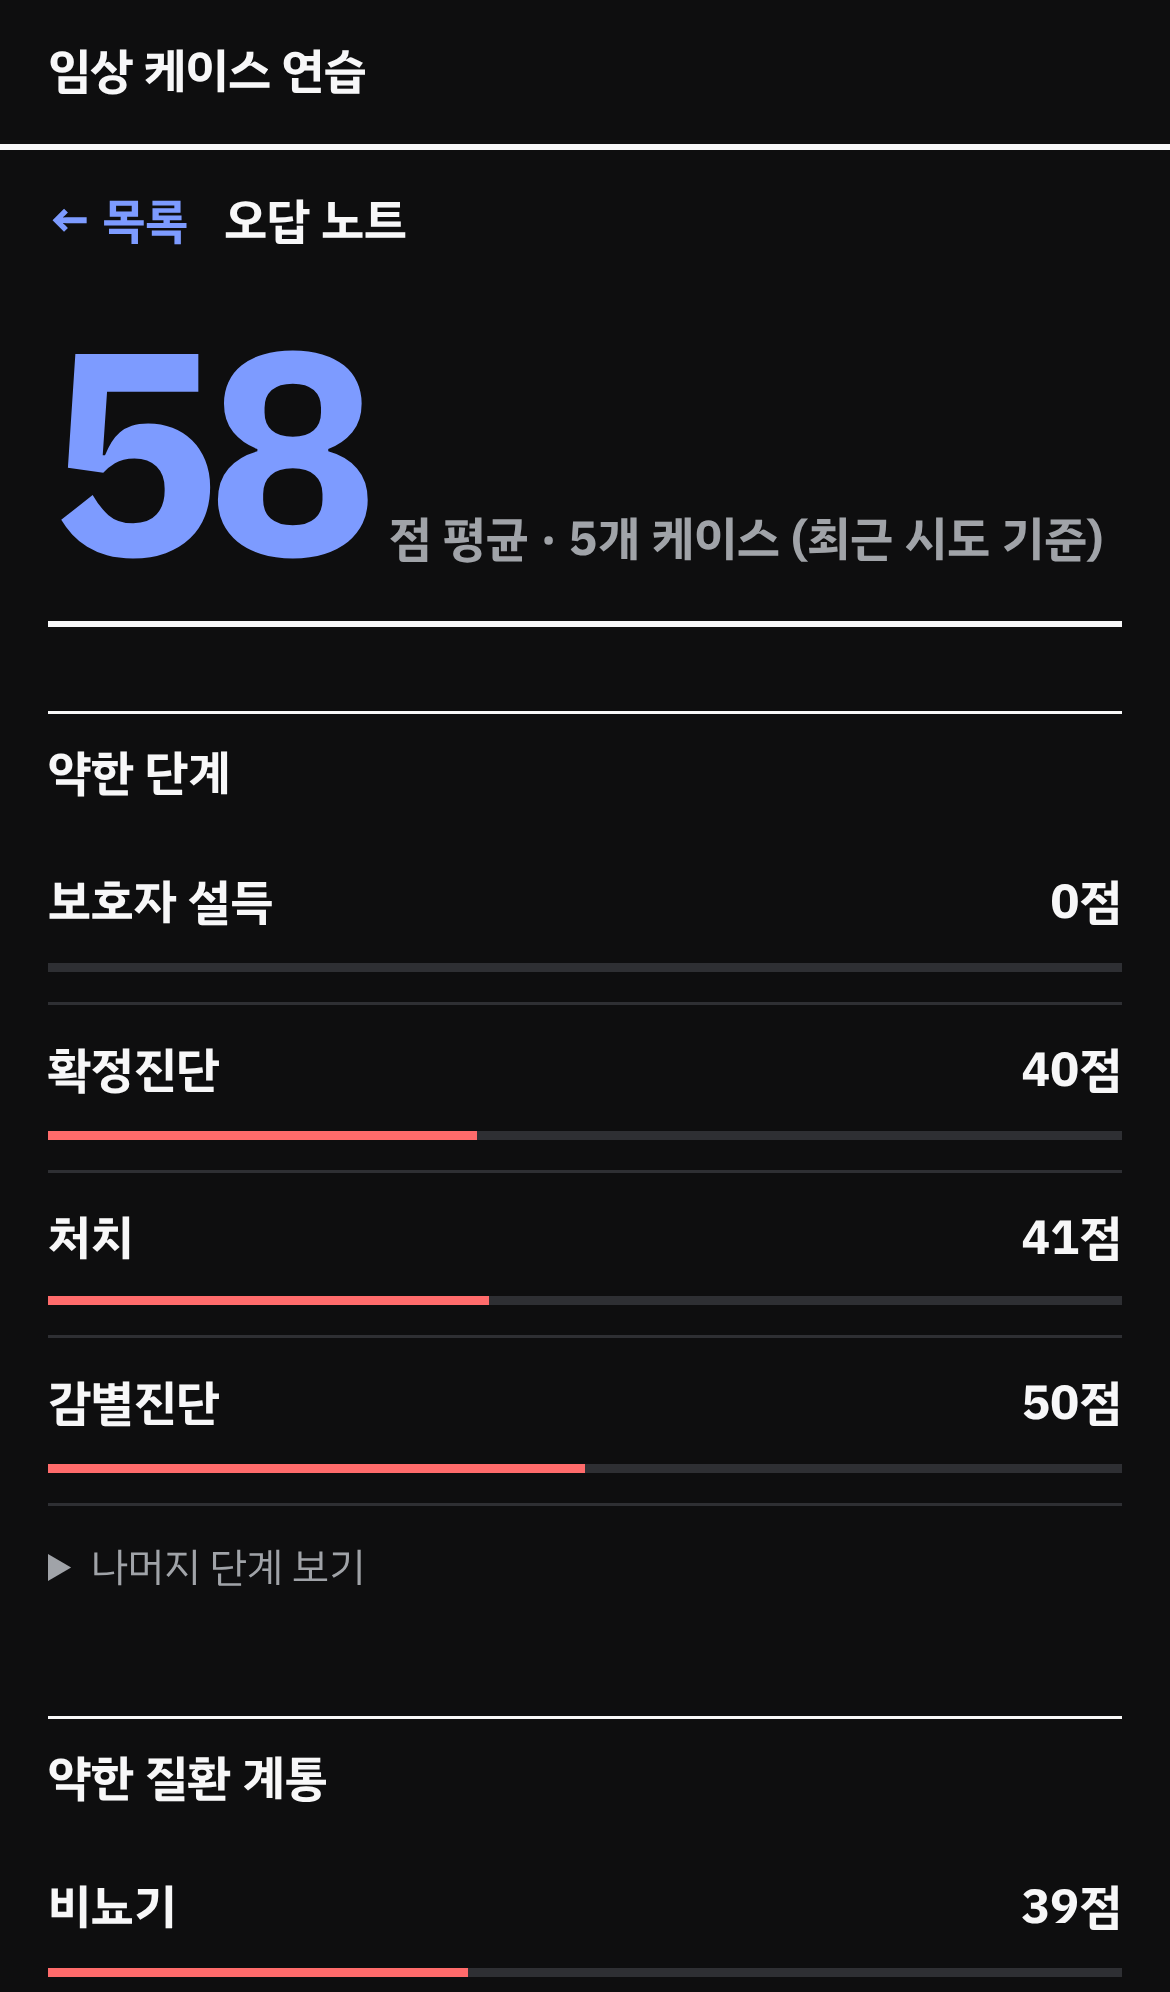 임상 케이스 연습
← 목록 오답 노트
58점 평균 · 5개 케이스 (최근 시도 기준)
약한 단계
보호자 설득 0점
확정진단 40점
처치 41점
감별진단 50점
▶ 나머지 단계 보기
약한 질환 계통
비뇨기 39점